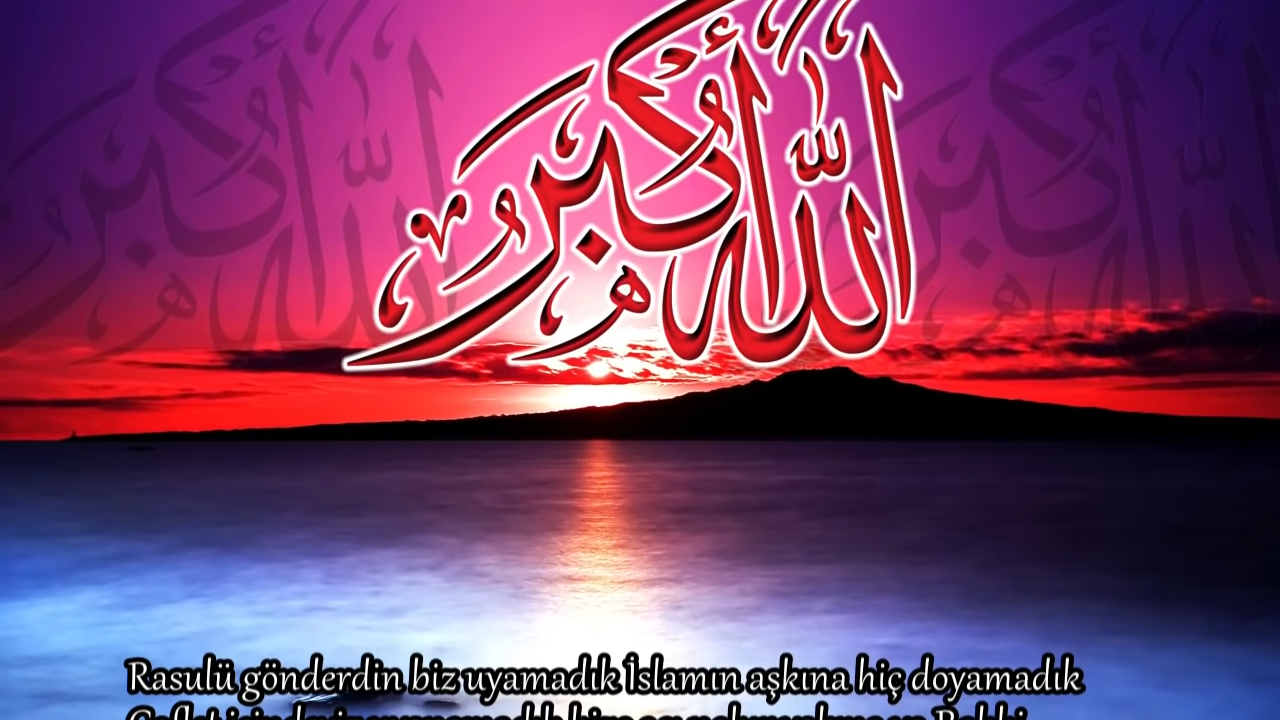 الله أكبر
Rasulü gönderdin biz uyamadık İslamın aşkına hiç doyamadık